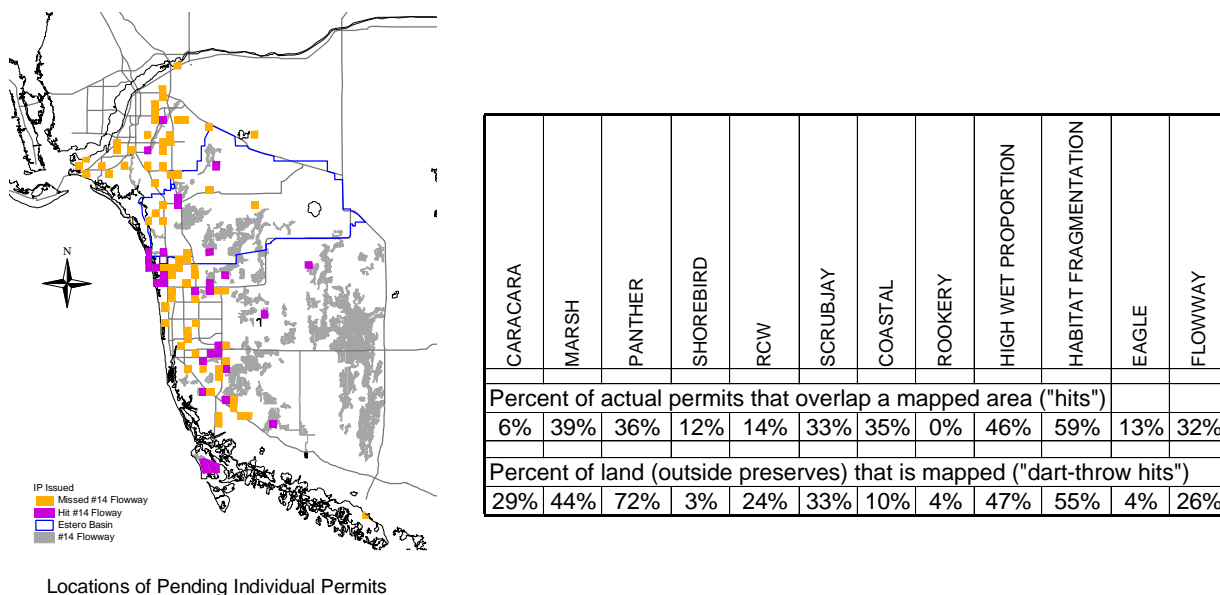 N
IP Issued
Missed #14 Flowway
Hit #14 Floway
Estero Basin
#14 Flowway
Locations of Pending Individual Permits
CARACARA
MARSH
PANTHER
SHOREBIRD
RCW
SCRUBJAY
COASTAL
ROOKERY
HIGH WET PROPORTION
HABITAT FRAGMENTATION
EAGLE
FLOWWAY
Percent of actual permits that overlap a mapped area ("hits")
6% 39% 36% 12% 14% 33% 35% 0% 46% 59% 13% 32%
Percent of land (outside preserves) that is mapped ("dart-throw hits")
29% 44% 72% 3% 24% 33% 10% 4% 47% 55% 4% 26%